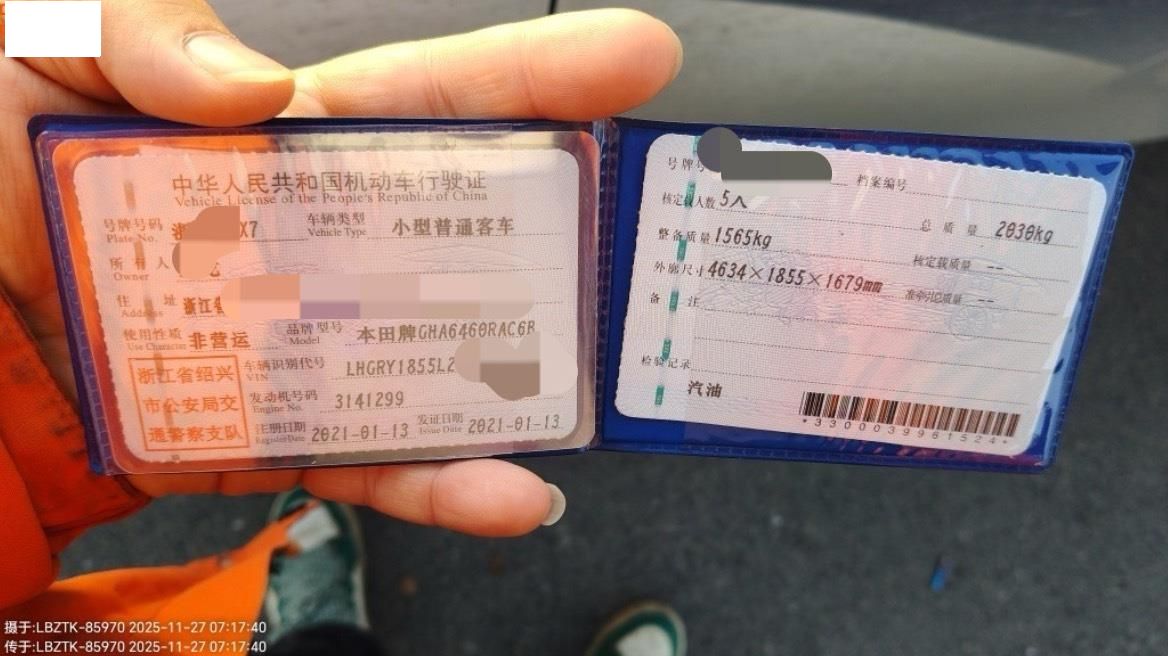 中华人民共和国机动车行驶证
Vehicle License of the People's Republic of China
号牌号码 浙 X7 车辆类型 小型普通客车
Plate No. Vehicle Type
所有人
Owner
住址 浙江省
Address
使用性质 非营运 品牌型号 本田牌GHA6460RAC6B
Use Character Model
浙江省绍兴
市公安局交
通警察支队
车辆识别代号 LHGRY1855L2
VIN
发动机号码 3141299
Engine No.
注册日期 2021-01-13 发证日期 2021-01-13
Register Date Issue Date
号牌号 档案编号
核定载人数 5人 总质量 2030kg
整备质量 1565kg 核定载质量 --
外廓尺寸 4634×1855×1679mm 准牵引总质量 --
备注
检验记录
汽油
*3300039961524*
摄于:LBZTK-85970 2025-11-27 07:17:40
传于:LBZTK-85970 2025-11-27 07:17:40